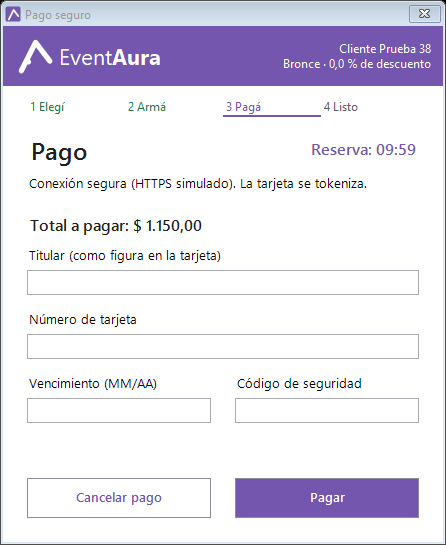 Pago seguro
EventAura
Cliente Prueba 38
Bronce · 0,0 % de descuento
1 Elegí
2 Armá
3 Pagá
4 Listo
Pago
Reserva: 09:59
Conexión segura (HTTPS simulado). La tarjeta se tokeniza.
Total a pagar: $ 1.150,00
Titular (como figura en la tarjeta)
Número de tarjeta
Vencimiento (MM/AA)
Código de seguridad
Cancelar pago
Pagar